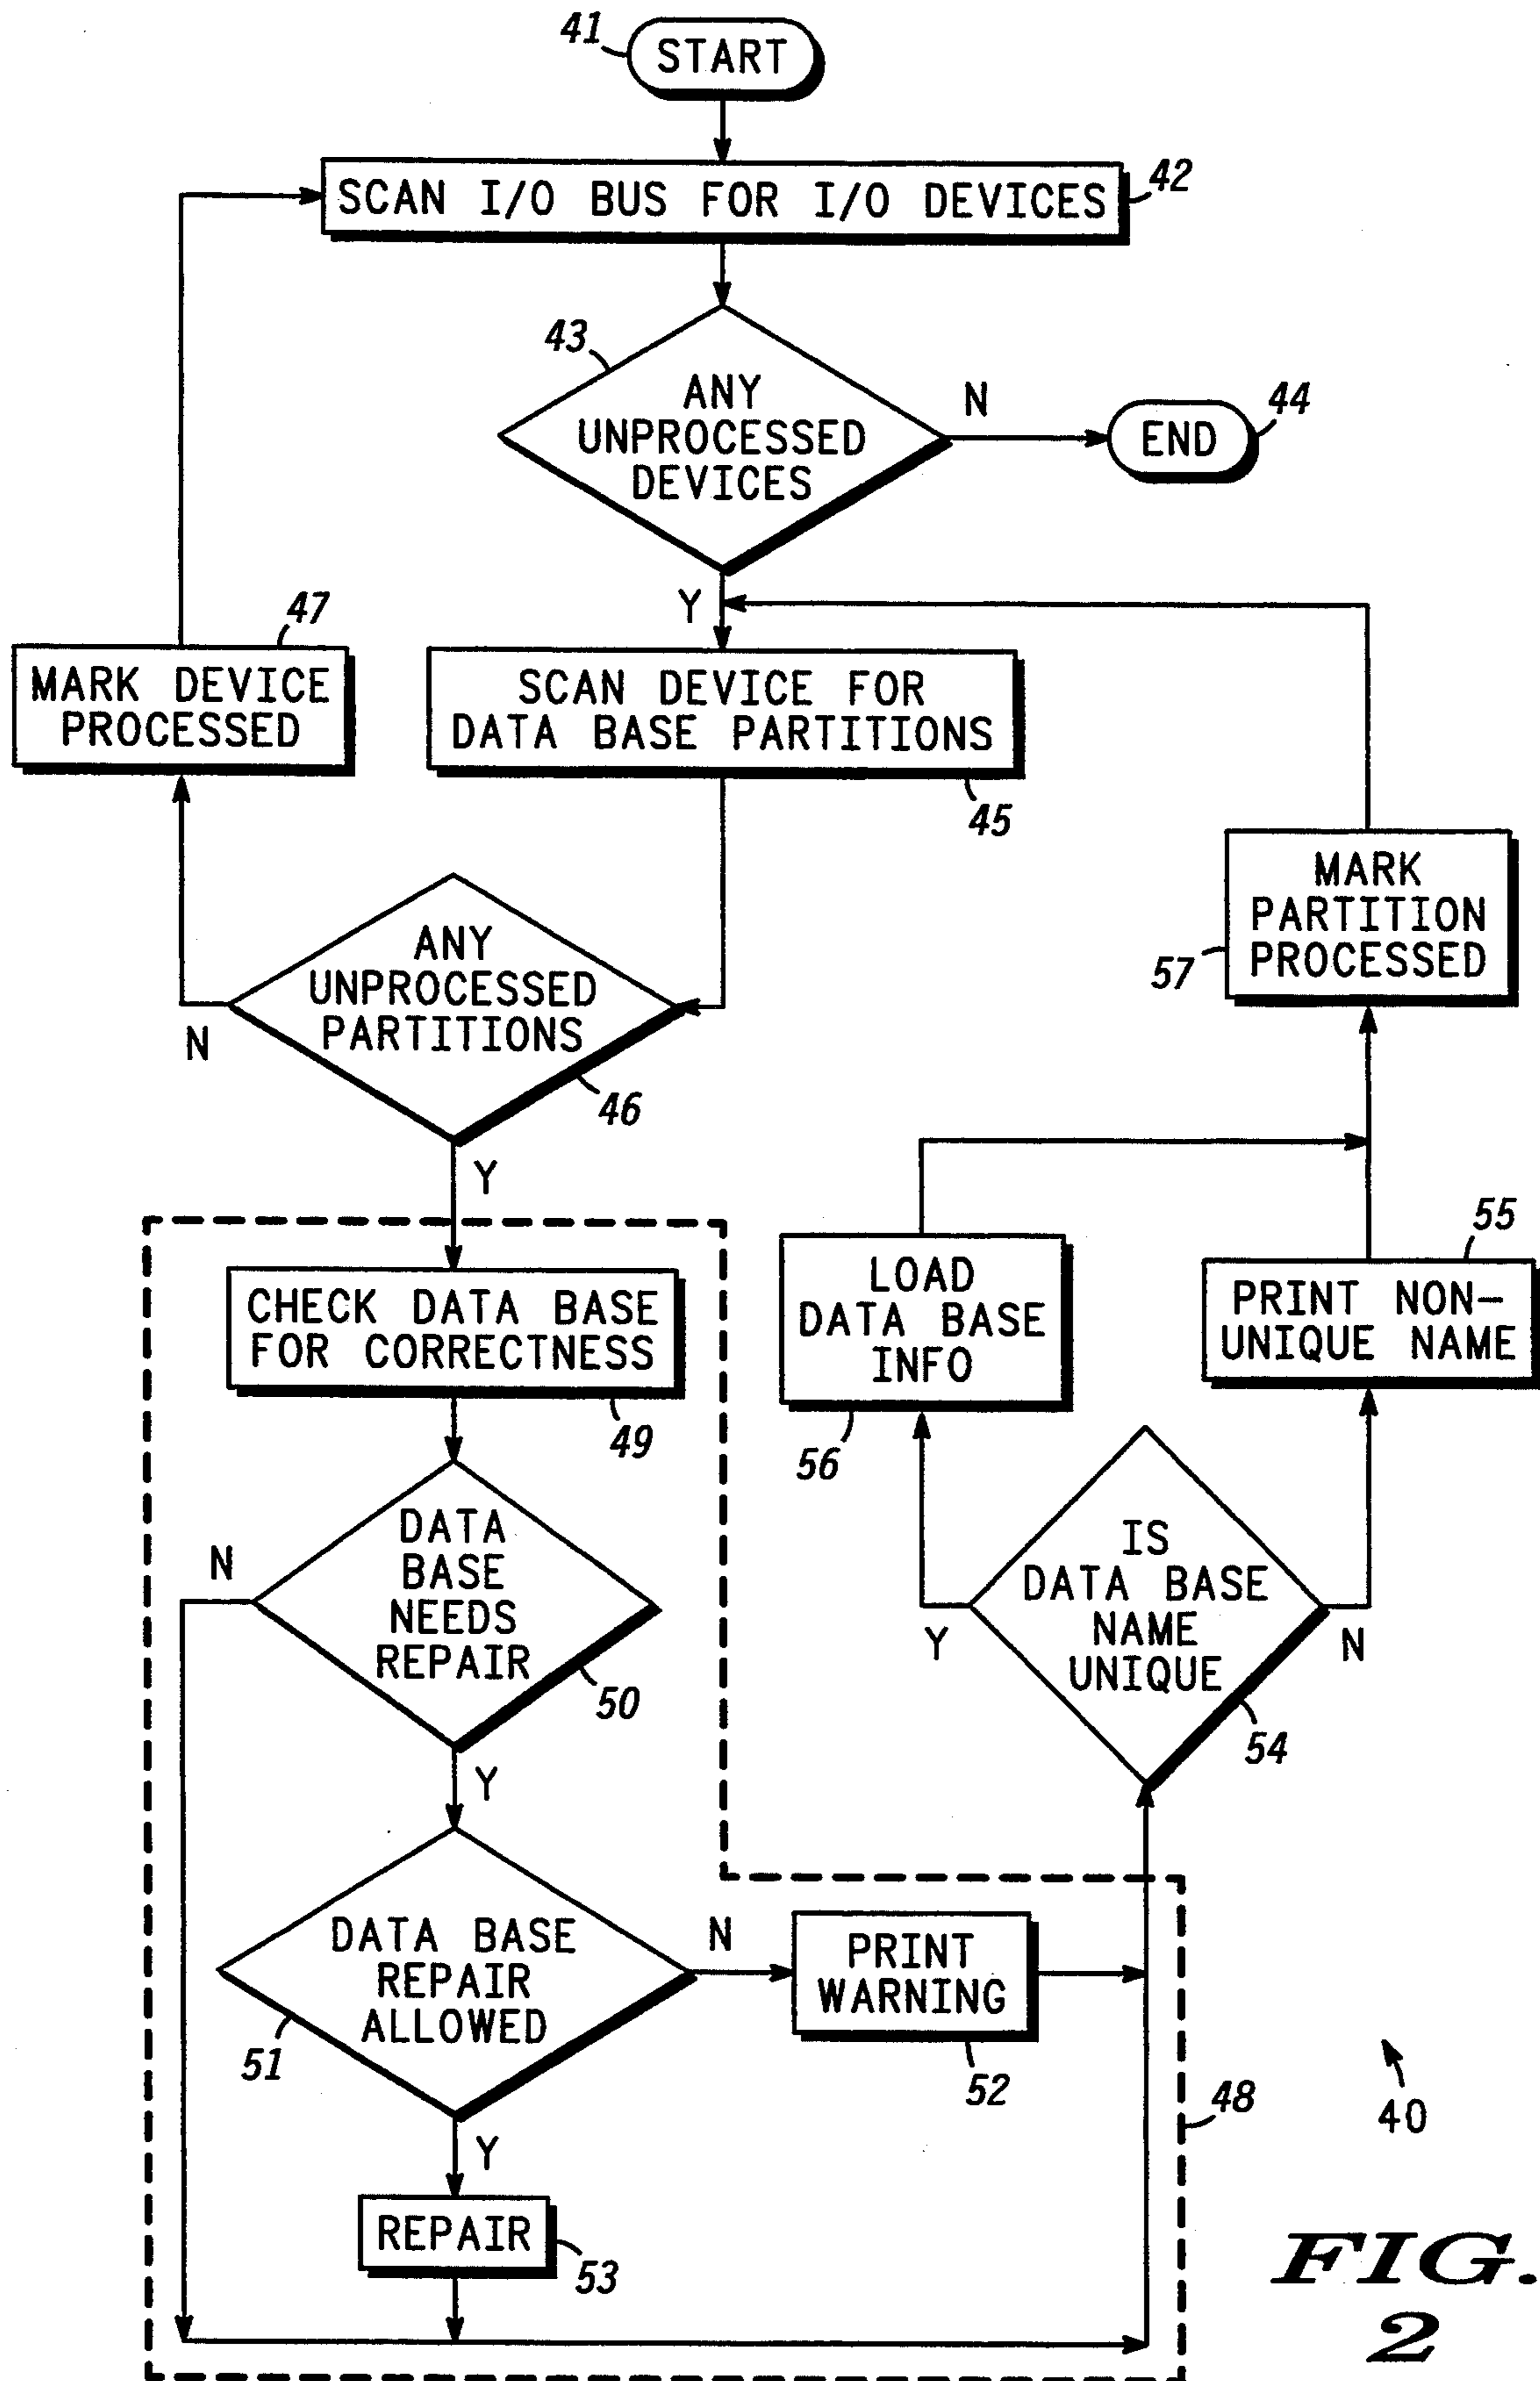 41
START
SCAN I/O BUS FOR I/O DEVICES
42
43
ANY
UNPROCESSED
DEVICES
N
END
44
Y
47
MARK DEVICE
PROCESSED
SCAN DEVICE FOR
DATA BASE PARTITIONS
45
MARK
PARTITION
PROCESSED
57
ANY
UNPROCESSED
PARTITIONS
N
46
Y
CHECK DATA BASE
FOR CORRECTNESS
49
LOAD
DATA BASE
INFO
56
55
PRINT NON-
UNIQUE NAME
N
DATA
BASE
NEEDS
REPAIR
50
Y
IS
DATA BASE
NAME
UNIQUE
Y
N
54
DATA BASE
REPAIR
ALLOWED
51
N
PRINT
WARNING
52
Y
REPAIR
53
48
40
FIG.
2